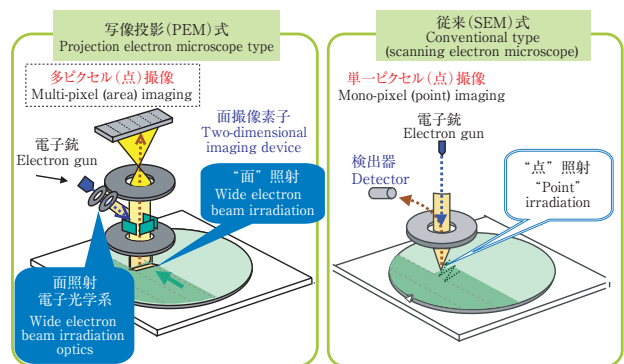 写像投影(PEM)式
Projection electron microscope type
多ピクセル(点)撮像
Multi-pixel (area) imaging
面撮像素子
Two-dimensional
imaging device
電子銃
Electron gun
“面”照射
Wide electron
beam irradiation
面照射
電子光学系
Wide electron
beam irradiation
optics
従来(SEM)式
Conventional type
(scanning electron microscope)
単一ピクセル(点)撮像
Mono-pixel (point) imaging
電子銃
Electron gun
検出器
Detector
“点”照射
“Point”
irradiation